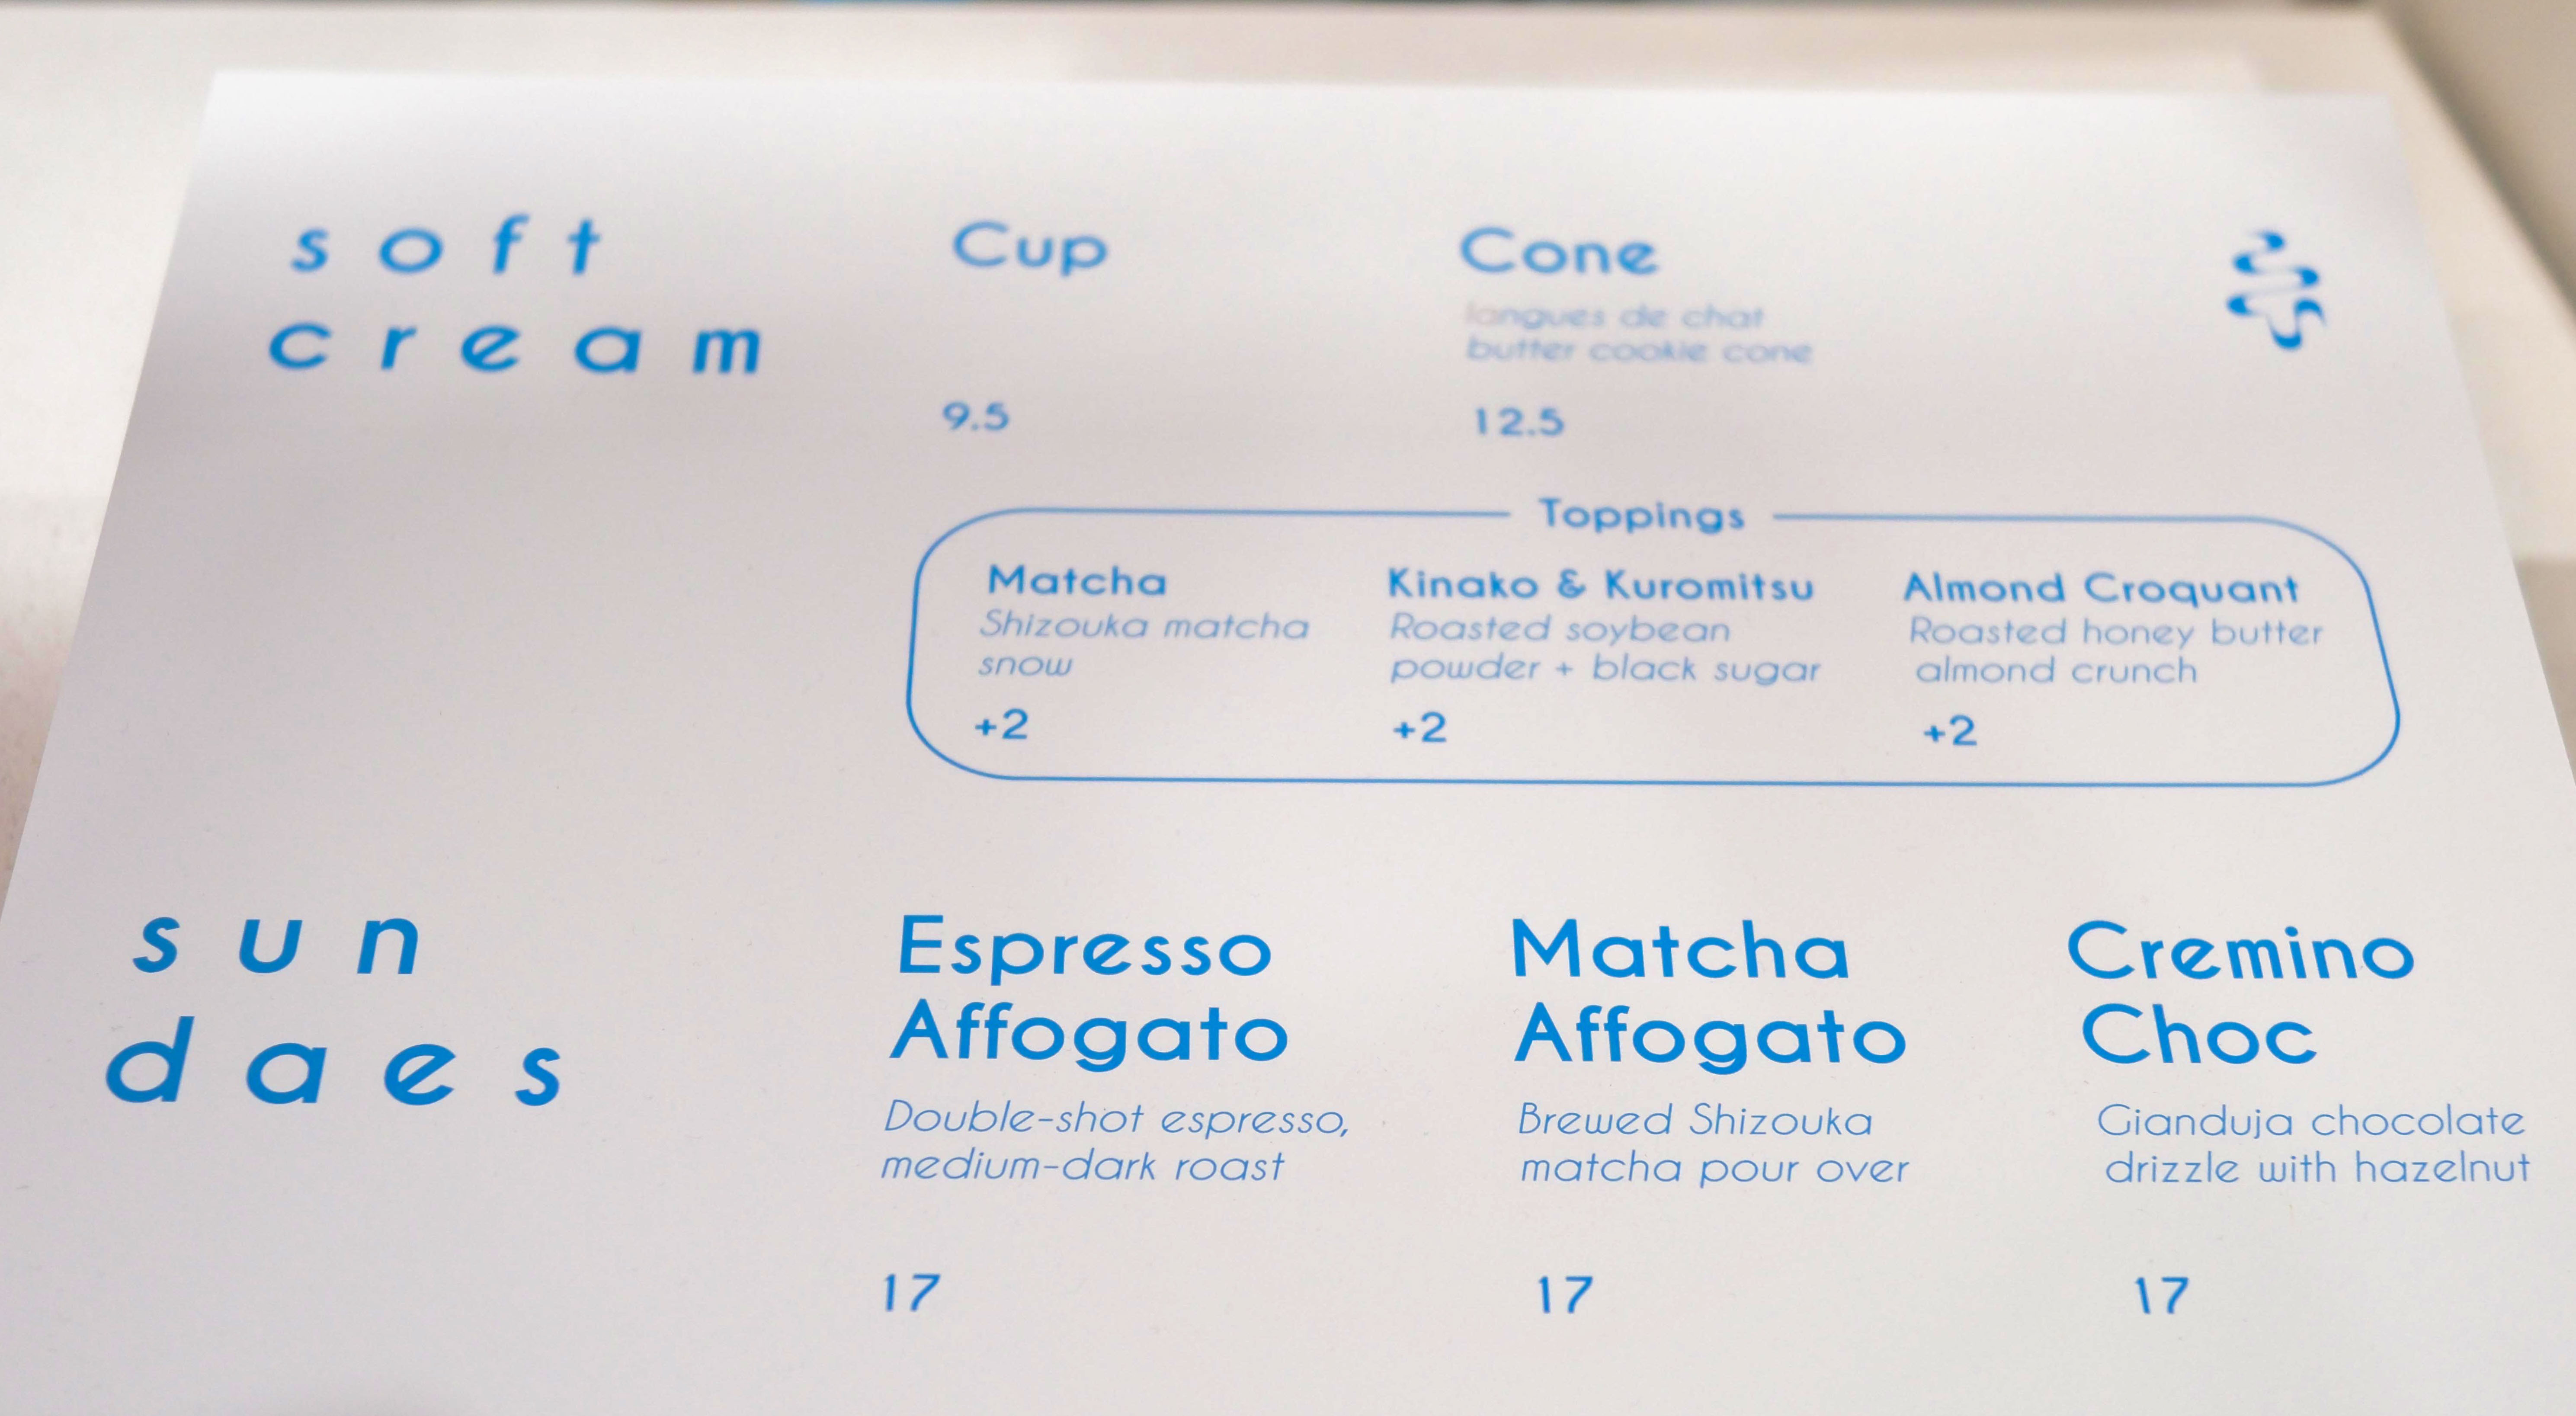 soft
cream
Cup
9.5
Cone
langues de chat
butter cookie cone
12.5
Toppings
Matcha
Shizouka matcha
snow
+2
Kinako & Kuromitsu
Roasted soybean
powder + black sugar
+2
Almond Croquant
Roasted honey butter
almond crunch
+2
sun
daes
Espresso
Affogato
Double-shot espresso,
medium-dark roast
17
Matcha
Affogato
Brewed Shizouka
matcha pour over
17
Cremino
Choc
Gianduja chocolate
drizzle with hazelnut
17